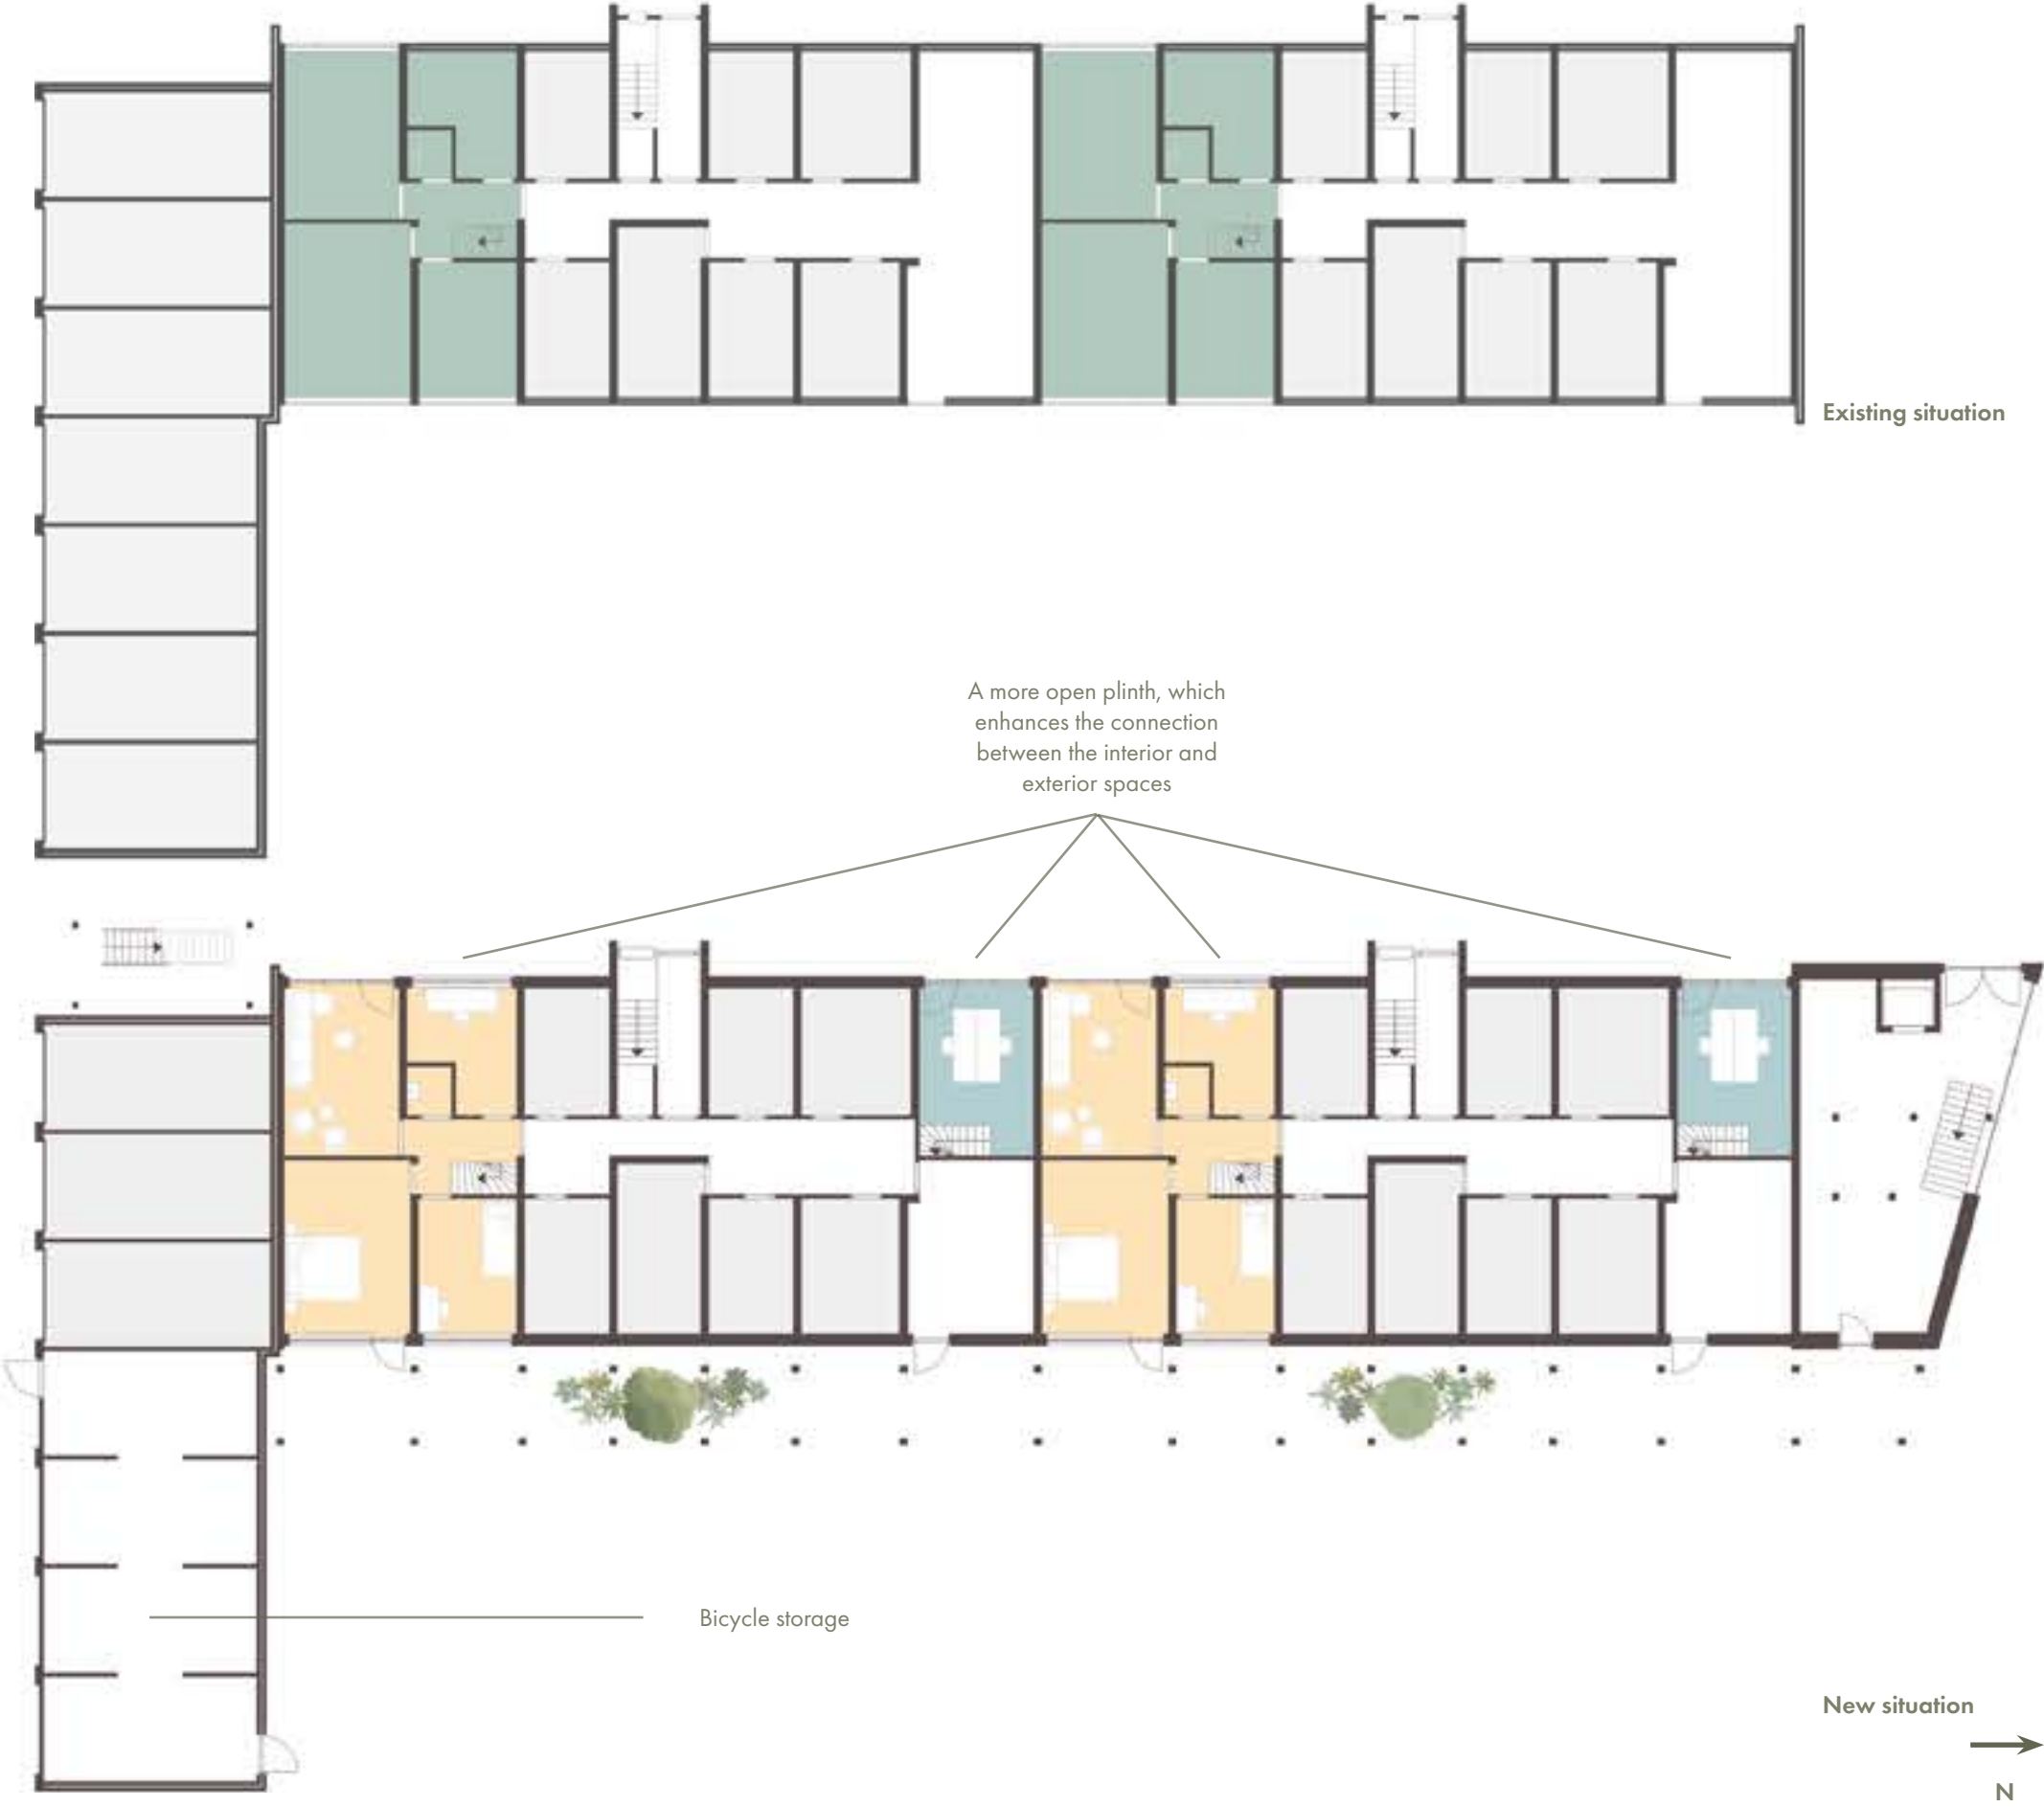 Existing situation
A more open plinth, which
enhances the connection
between the interior and
exterior spaces
Bicycle storage
New situation
N